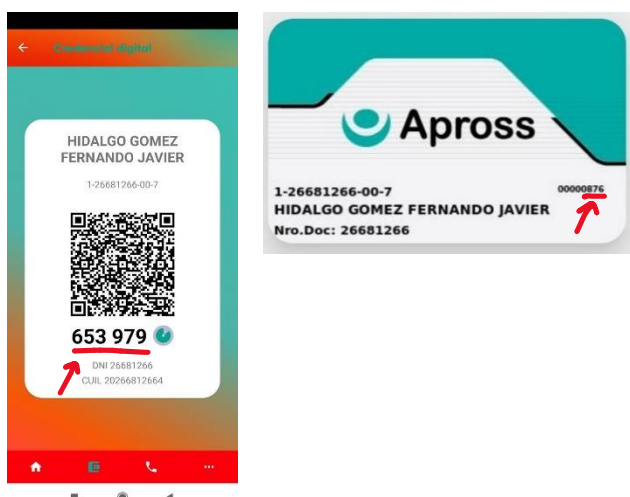 Credencial digital
HIDALGO GOMEZ
FERNANDO JAVIER
1-26681266-00-7
653 979
DNI 26681266
CUIL 20266812664
Apross
1-26681266-00-7
00000876
HIDALGO GOMEZ FERNANDO JAVIER
Nro.Doc: 26681266